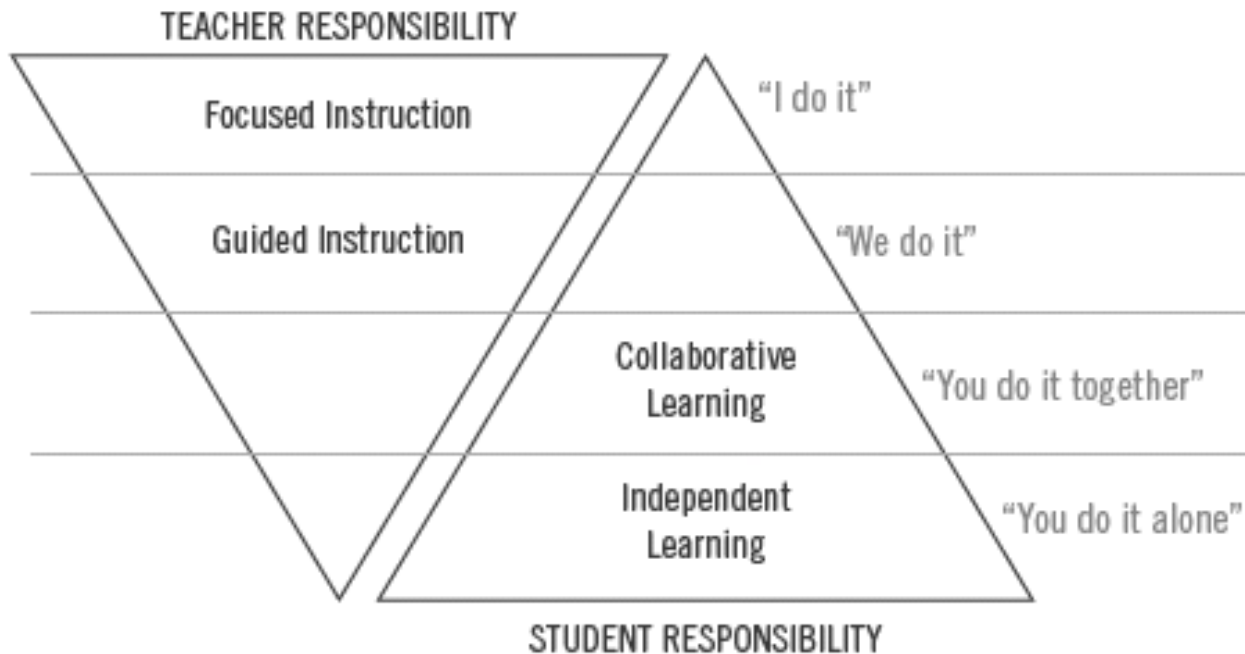 TEACHER RESPONSIBILITY
Focused Instruction
“I do it”
Guided Instruction
“We do it”
Collaborative
Learning
“You do it together”
Independent
Learning
“You do it alone”
STUDENT RESPONSIBILITY